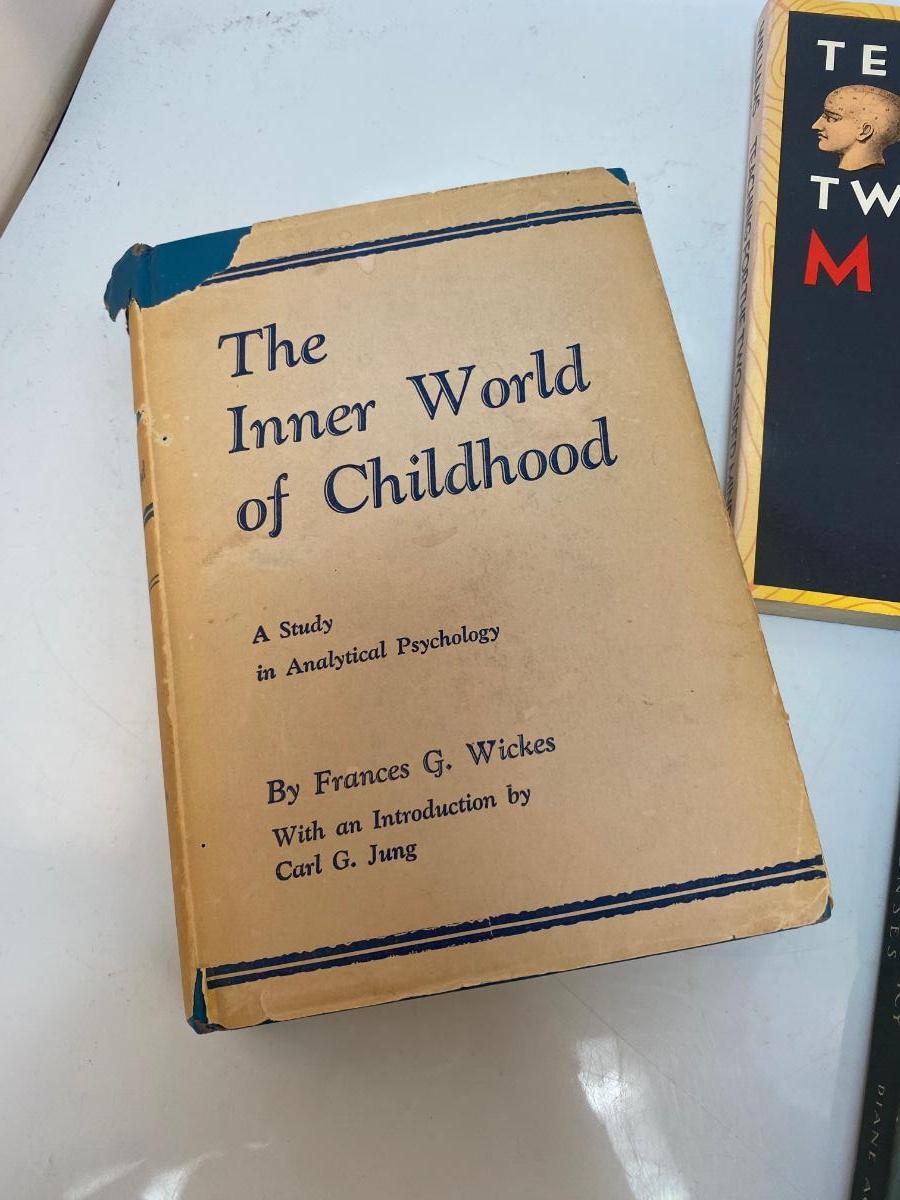 The
Inner World
of Childhood
A Study
in Analytical Psychology
By Frances G. Wickes
With an Introduction by
Carl G. Jung
TE
TW
M
DIANE